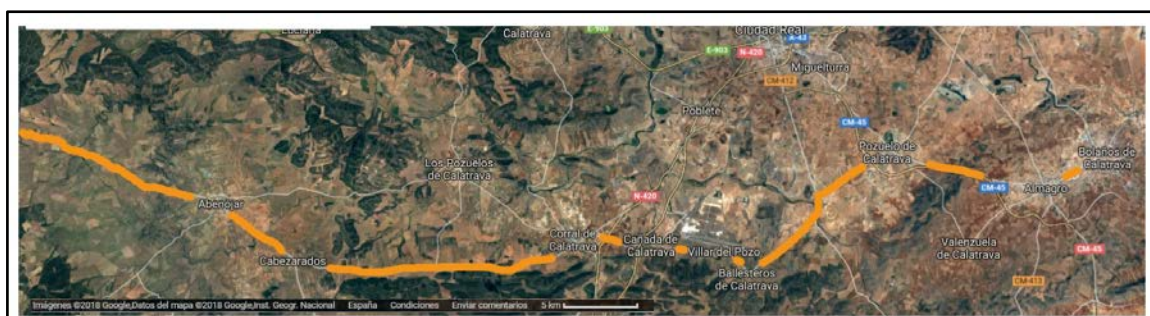 Luciana
Calatrava
E-903
Ciudad Real
A-43
E-903
N-420
Miguelturra
CM-412
Poblete
CM-45
Los Pozuelos
de Calatrava
Pozuelo de
Calatrava
Bolaños de
Calatrava
Abenójar
N-420
CM-45
Almagro
Corral de
Calatrava
Cañada de
Calatrava
Villar del Pozo
Valenzuela
de Calatrava
CM-45
Cabezarados
Ballesteros
de Calatrava
CM-413
Imágenes ©2018 Google,Datos del mapa ©2018 Google,Inst. Geogr. Nacional España Condiciones Enviar comentarios 5 km